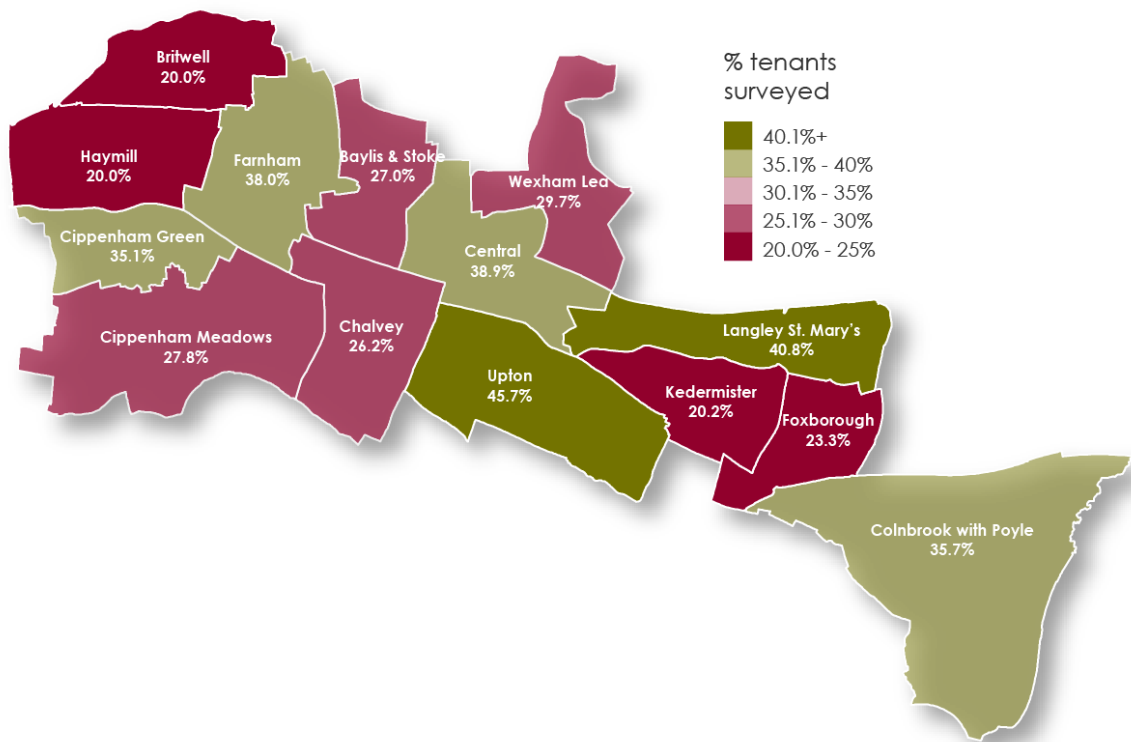 Britwell
20.0%
Haymill
20.0%
Farnham
38.0%
Baylis & Stoke
27.0%
Wexham Lea
29.7%
Cippenham Green
35.1%
Central
38.9%
Cippenham Meadows
27.8%
Chalvey
26.2%
Upton
45.7%
Langley St. Mary's
40.8%
Kedermister
20.2%
Foxborough
23.3%
Colnbrook with Poyle
35.7%
% tenants
surveyed
40.1%+
35.1% - 40%
30.1% - 35%
25.1% - 30%
20.0% - 25%